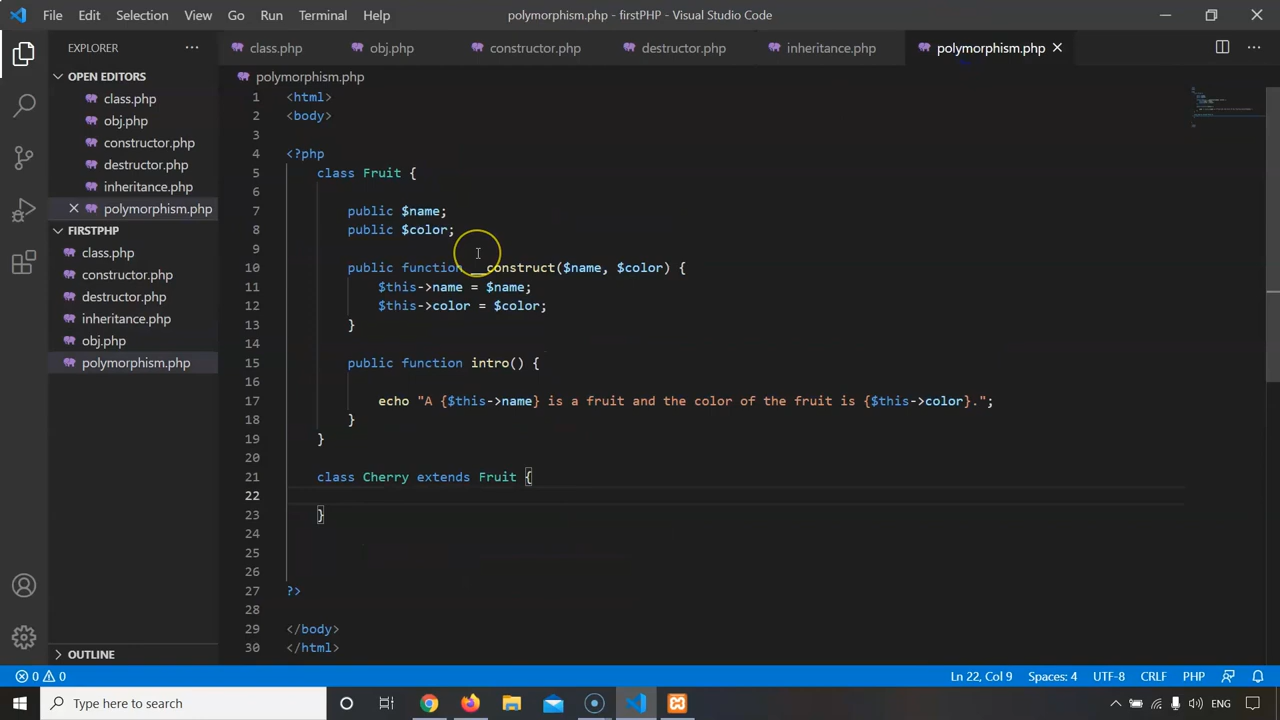 File Edit Selection View Go Run Terminal Help polymorphism.php - firstPHP - Visual Studio Code
EXPLORER ... class.php obj.php constructor.php destructor.php inheritance.php polymorphism.php
OPEN EDITORS
class.php
obj.php
constructor.php
destructor.php
inheritance.php
polymorphism.php
FIRSTPHP
class.php
constructor.php
destructor.php
inheritance.php
obj.php
polymorphism.php
OUTLINE
polymorphism.php
1 <html>
2 <body>
3
4 <?php
5 class Fruit {
6
7 public $name;
8 public $color;
9
10 public function __construct($name, $color) {
11 $this->name = $name;
12 $this->color = $color;
13 }
14
15 public function intro() {
16
17 echo "A {$this->name} is a fruit and the color of the fruit is {$this->color}.";
18 }
19 }
20
21 class Cherry extends Fruit {
22
23 }
24
25
26
27 ?>
28
29 </body>
30 </html>
0 0 Ln 22, Col 9 Spaces: 4 UTF-8 CRLF PHP
Type here to search ENG